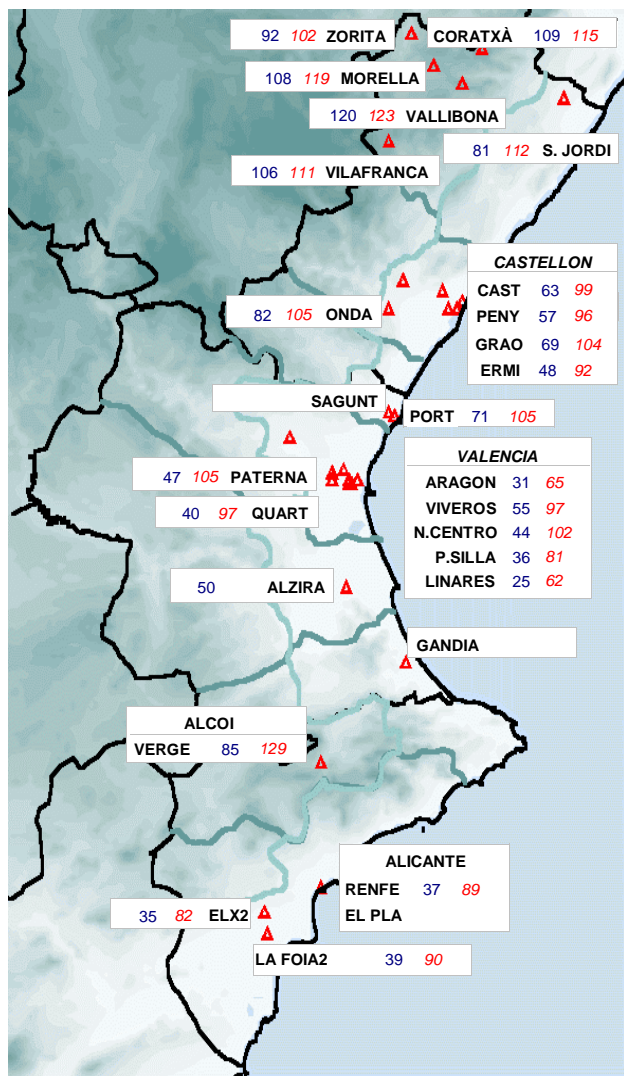 92 102 ZORITA
CORATXÀ 109 115
108 119 MORELLA
120 123 VALLIBONA
81 112 S. JORDI
106 111 VILAFRANCA
CASTELLON
CAST 63 99
PENY 57 96
GRAO 69 104
ERMI 48 92
82 105 ONDA
SAGUNT
PORT 71 105
VALENCIA
ARAGON 31 65
VIVEROS 55 97
N.CENTRO 44 102
P.SILLA 36 81
LINARES 25 62
47 105 PATERNA
40 97 QUART
50 ALZIRA
GANDIA
ALCOI
VERGE 85 129
ALICANTE
RENFE 37 89
EL PLA
35 82 ELX2
LA FOIA2 39 90